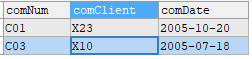 comNum comClient comDate
C01 X23 2005-10-20
C03 X10 2005-07-18